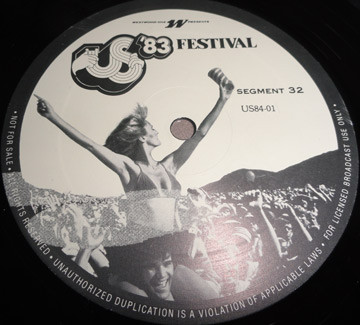 WESTWOOD ONE W PRESENTS
US '83 FESTIVAL
SEGMENT 32
US84-01
• NOT FOR SALE • ALL RIGHTS RESERVED • UNAUTHORIZED DUPLICATION IS A VIOLATION OF APPLICABLE LAWS • FOR LICENSED BROADCAST USE ONLY •